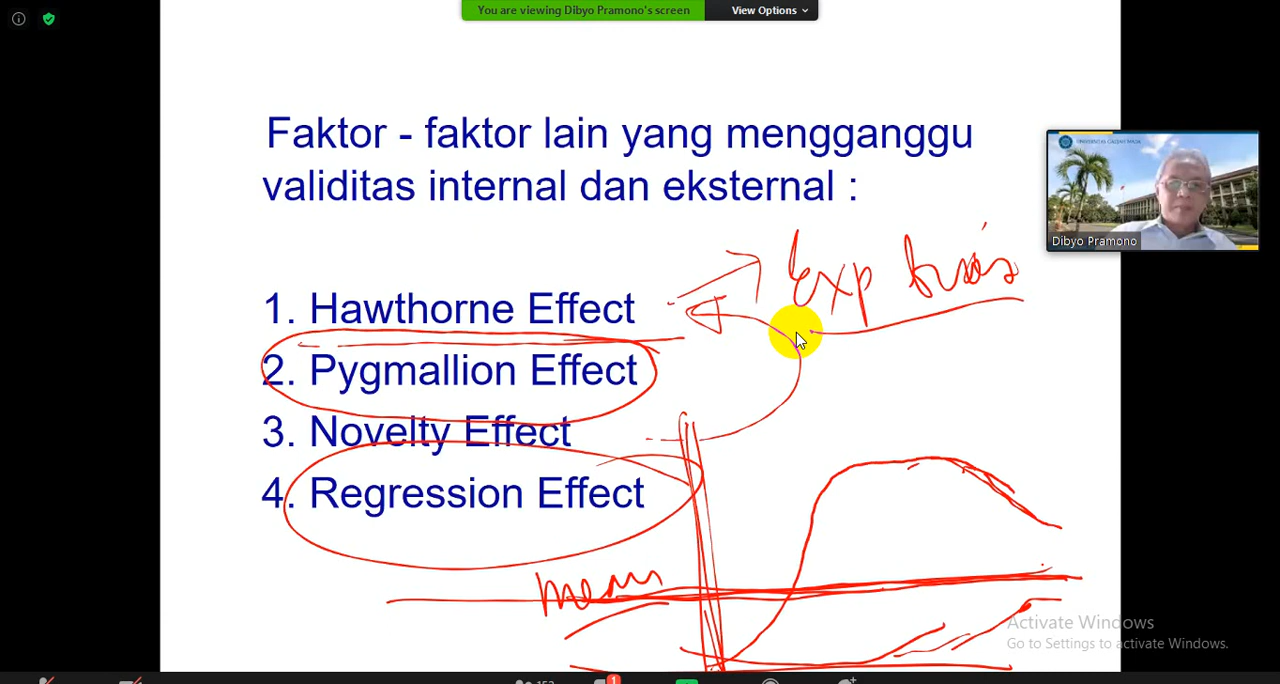 You are viewing Dibyo Pramono's screen
View Options
Faktor - faktor lain yang mengganggu
validitas internal dan eksternal :
Dibyo Pramono
Exp
1. Hawthorne Effect
2. Pygmallion Effect
3. Novelty Effect
4. Regression Effect
mean
Activate Windows
Go to Settings to activate Windows.
1